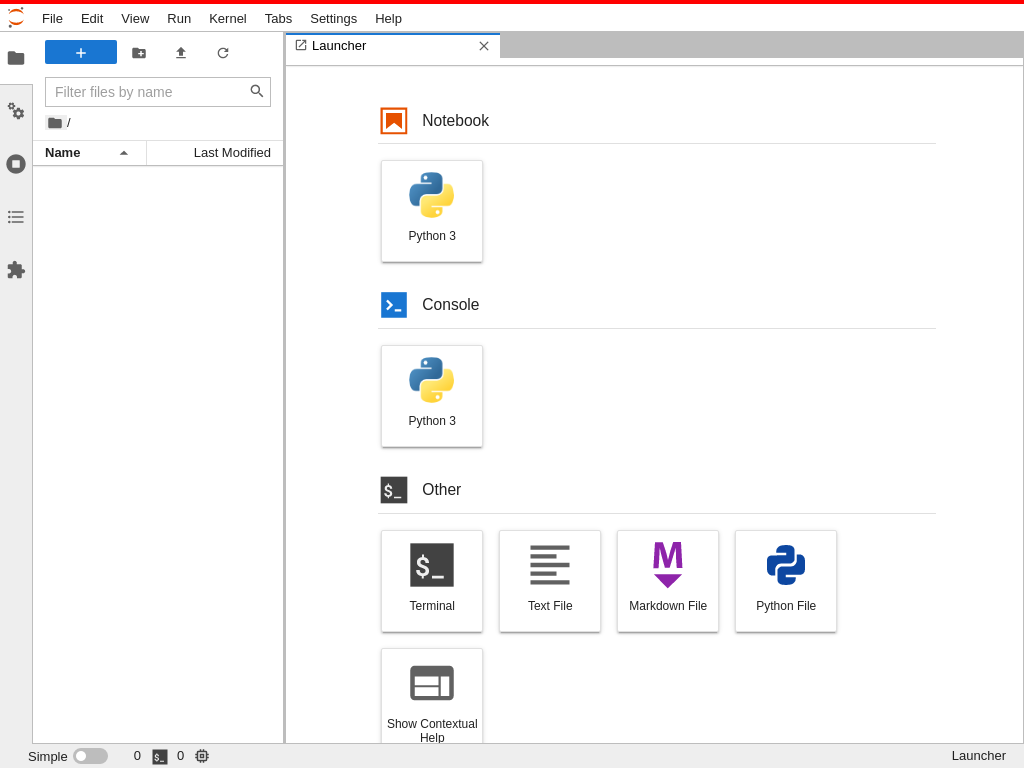 File Edit View Run Kernel Tabs Settings Help
Launcher
Filter files by name
/
Name Last Modified
Notebook
Python 3
Console
Python 3
$_ Other
$_
Terminal Text File Markdown File Python File
Show Contextual
Help
Simple 0 $_ 0 Launcher